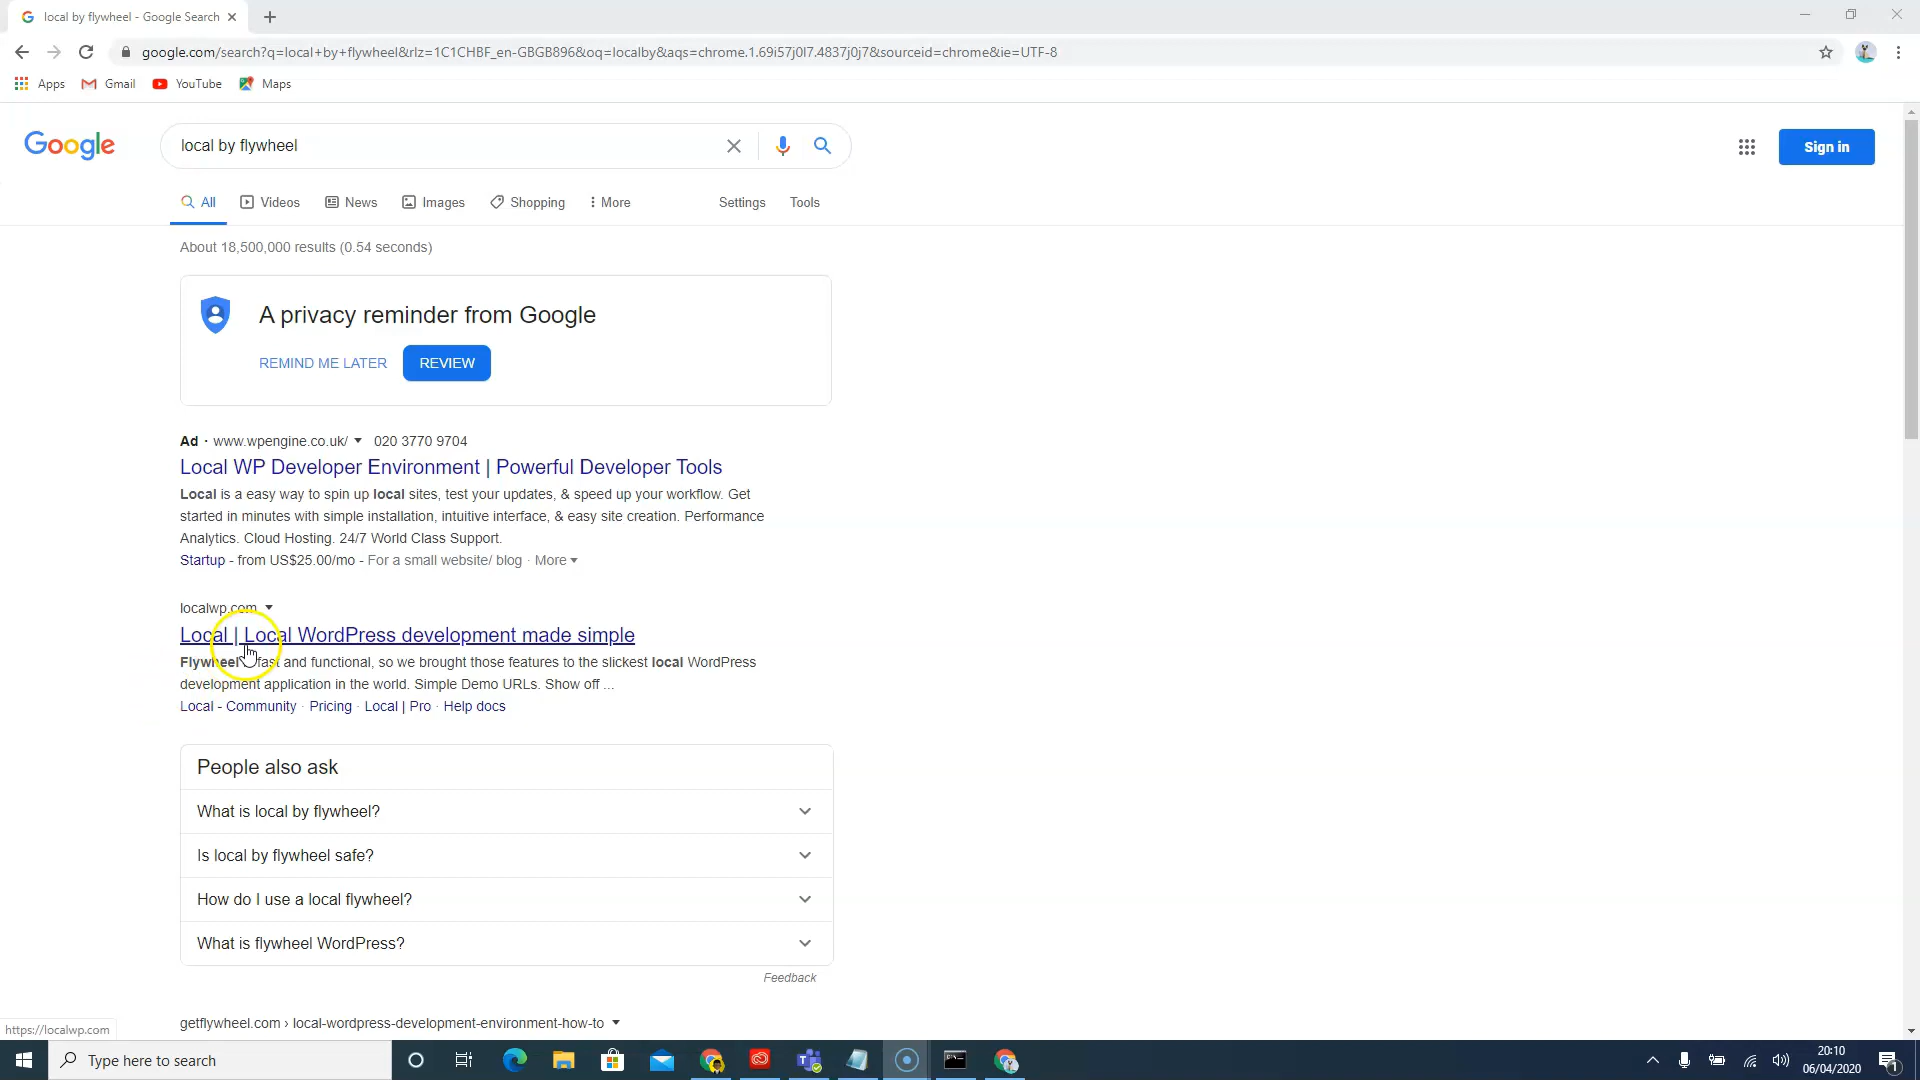 local by flywheel - Google Search
google.com/search?q=local+by+flywheel&rlz=1C1CHBF_en-GBGB896&oq=localby&aqs=chrome.1.69i57j0l7.4837j0j7&sourceid=chrome&ie=UTF-8
Apps Gmail YouTube Maps
Google
local by flywheel
Sign in
All Videos News Images Shopping More Settings Tools
About 18,500,000 results (0.54 seconds)
A privacy reminder from Google
REMIND ME LATER REVIEW
Ad · www.wpengine.co.uk/ 020 3770 9704
Local WP Developer Environment | Powerful Developer Tools
Local is a easy way to spin up local sites, test your updates, & speed up your workflow. Get
started in minutes with simple installation, intuitive interface, & easy site creation. Performance
Analytics. Cloud Hosting. 24/7 World Class Support.
Startup - from US$25.00/mo - For a small website/ blog · More
localwp.com
Local | Local WordPress development made simple
Flywheel fast and functional, so we brought those features to the slickest local WordPress
development application in the world. Simple Demo URLs. Show off ...
Local - Community · Pricing · Local | Pro · Help docs
People also ask
What is local by flywheel?
Is local by flywheel safe?
How do I use a local flywheel?
What is flywheel WordPress?
Feedback
getflywheel.com › local-wordpress-development-environment-how-to
https://localwp.com
Type here to search
20:10
06/04/2020
1